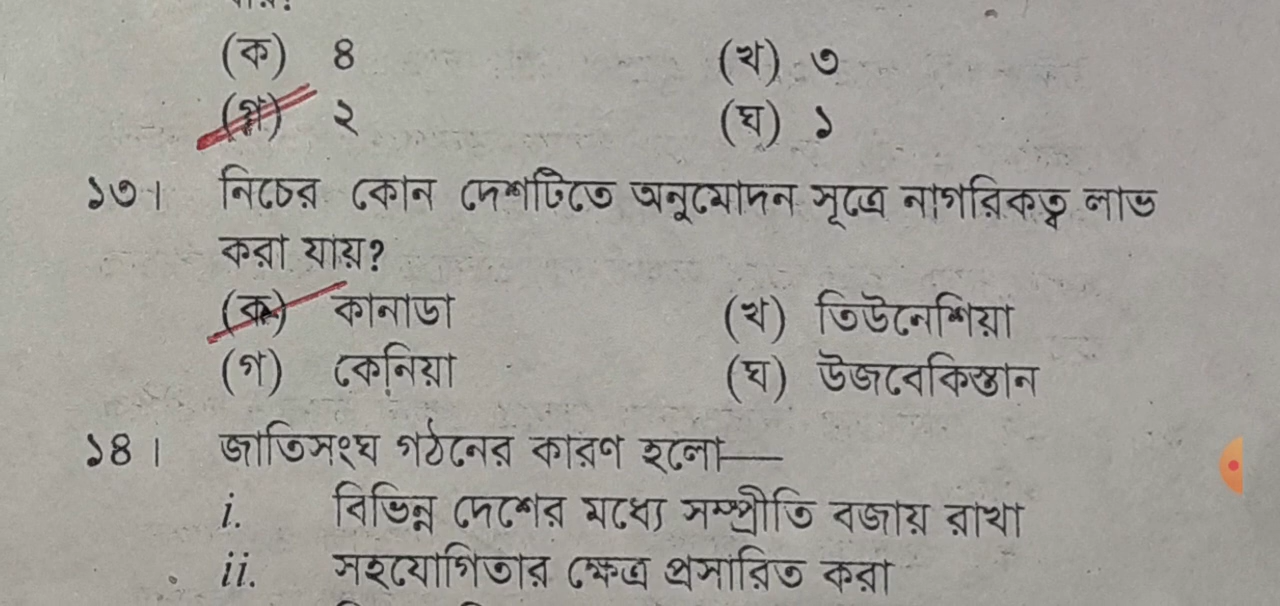 (ক) ৪ (খ) ৩
(গ) ২ (ঘ) ১
১৩। নিচের কোন দেশটিতে অনুমোদন সূত্রে নাগরিকত্ব লাভ
করা যায়?
(ক) কানাডা (খ) তিউনেশিয়া
(গ) কেনিয়া (ঘ) উজবেকিস্তান
১৪। জাতিসংঘ গঠনের কারণ হলো—
i. বিভিন্ন দেশের মধ্যে সম্প্রীতি বজায় রাখা
ii. সহযোগিতার ক্ষেত্র প্রসারিত করা